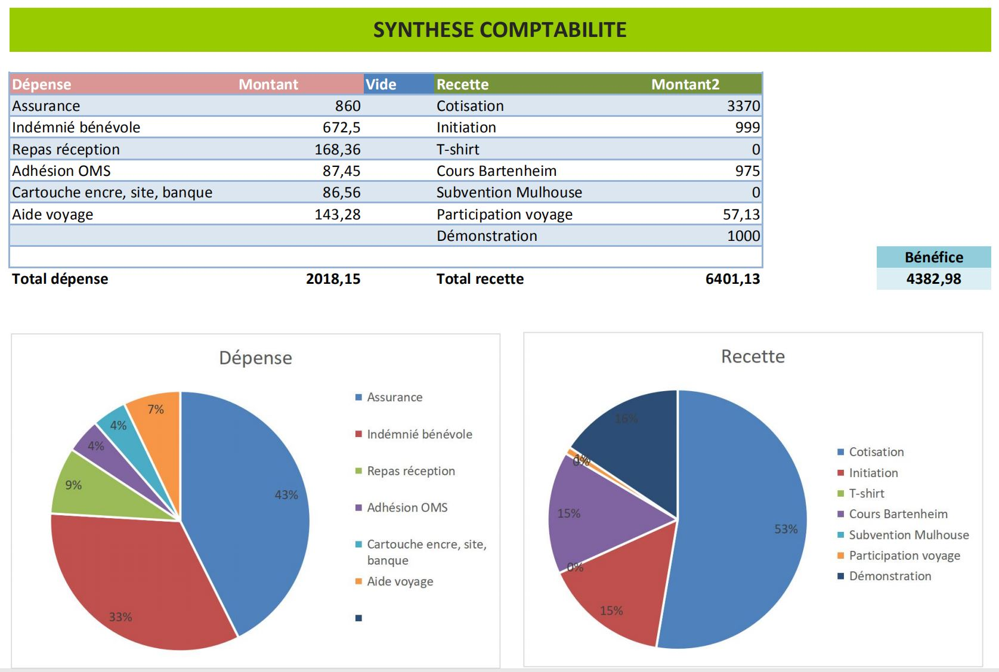 SYNTHESE COMPTABILITE
Dépense Montant Vide Recette Montant2
Assurance 860 Cotisation 3370
Indémnié bénévole 672,5 Initiation 999
Repas réception 168,36 T-shirt 0
Adhésion OMS 87,45 Cours Bartenheim 975
Cartouche encre, site, banque 86,56 Subvention Mulhouse 0
Aide voyage 143,28 Participation voyage 57,13
Démonstration 1000
Bénéfice
Total dépense 2018,15 Total recette 6401,13 4382,98
Dépense
7%
4%
4%
9%
43%
33%
Assurance
Indémnié bénévole
Repas réception
Adhésion OMS
Cartouche encre, site,
banque
Aide voyage
Recette
16%
1%
0%
15%
53%
0%
15%
Cotisation
Initiation
T-shirt
Cours Bartenheim
Subvention Mulhouse
Participation voyage
Démonstration